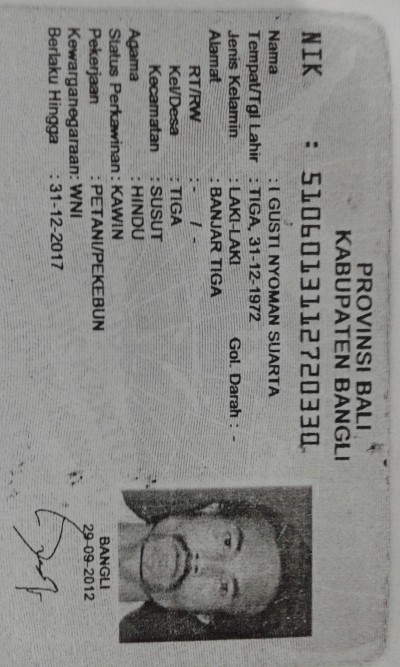 PROVINSI BALI
KABUPATEN BANGLI
NIK : 5106013112720330
Nama : I GUSTI NYOMAN SUARTA
Tempat/Tgl Lahir : TIGA, 31-12-1972
Jenis Kelamin : LAKI-LAKI Gol. Darah : -
Alamat : BANJAR TIGA
RT/RW : - / -
Kel/Desa : TIGA
Kecamatan : SUSUT
Agama : HINDU
Status Perkawinan : KAWIN
Pekerjaan : PETANI/PEKEBUN
Kewarganegaraan: WNI
Berlaku Hingga : 31-12-2017
BANGLI
29-09-2012